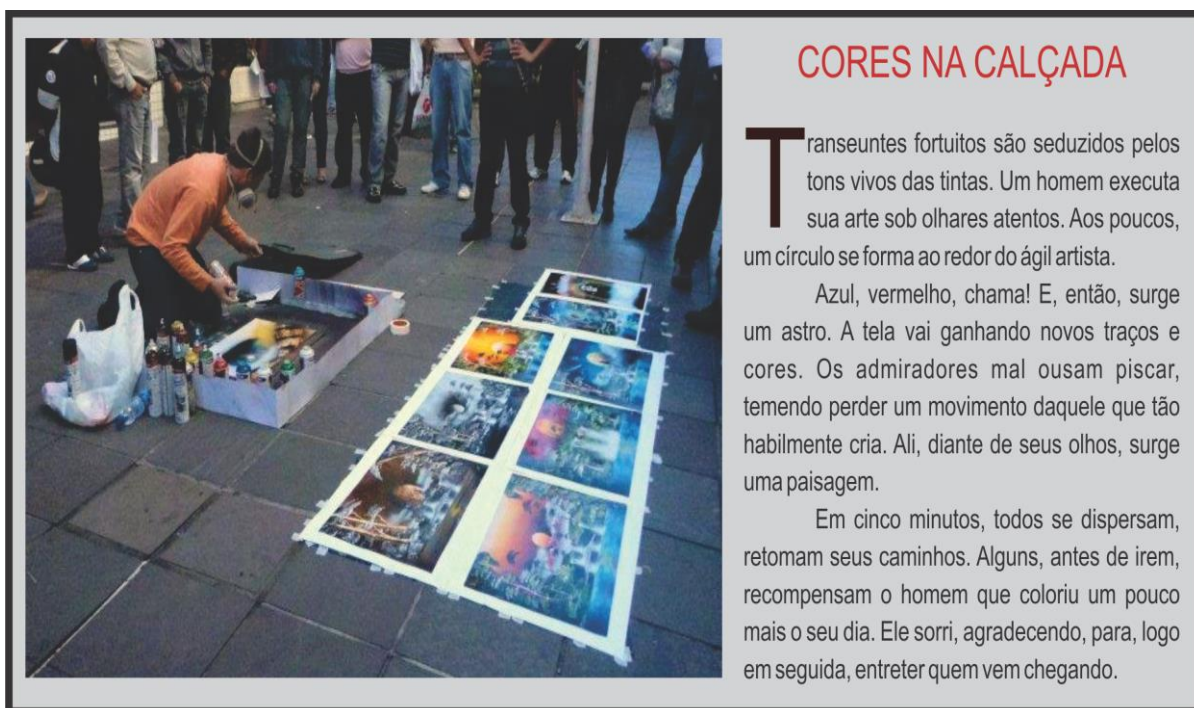 CORES NA CALÇADA
Transeuntes fortuitos são seduzidos pelos
tons vivos das tintas. Um homem executa
sua arte sob olhares atentos. Aos poucos,
um círculo se forma ao redor do ágil artista.
Azul, vermelho, chama! E, então, surge
um astro. A tela vai ganhando novos traços e
cores. Os admiradores mal ousam piscar,
temendo perder um movimento daquele que tão
habilmente cria. Ali, diante de seus olhos, surge
uma paisagem.
Em cinco minutos, todos se dispersam,
retomam seus caminhos. Alguns, antes de irem,
recompensam o homem que coloriu um pouco
mais o seu dia. Ele sorri, agradecendo, para, logo
em seguida, entreter quem vem chegando.